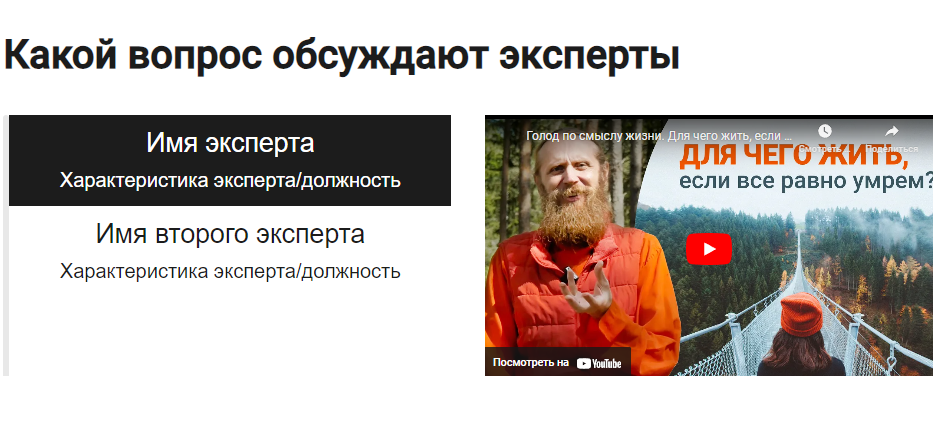 Какой вопрос обсуждают эксперты
Имя эксперта
Характеристика эксперта/должность
Имя второго эксперта
Характеристика эксперта/должность
Голод по смыслу жизни. Для чего жить, если ...
Смотреть ...
Поделиться
ДЛЯ ЧЕГО ЖИТЬ,
если все равно умрем?
Посмотреть на YouTube